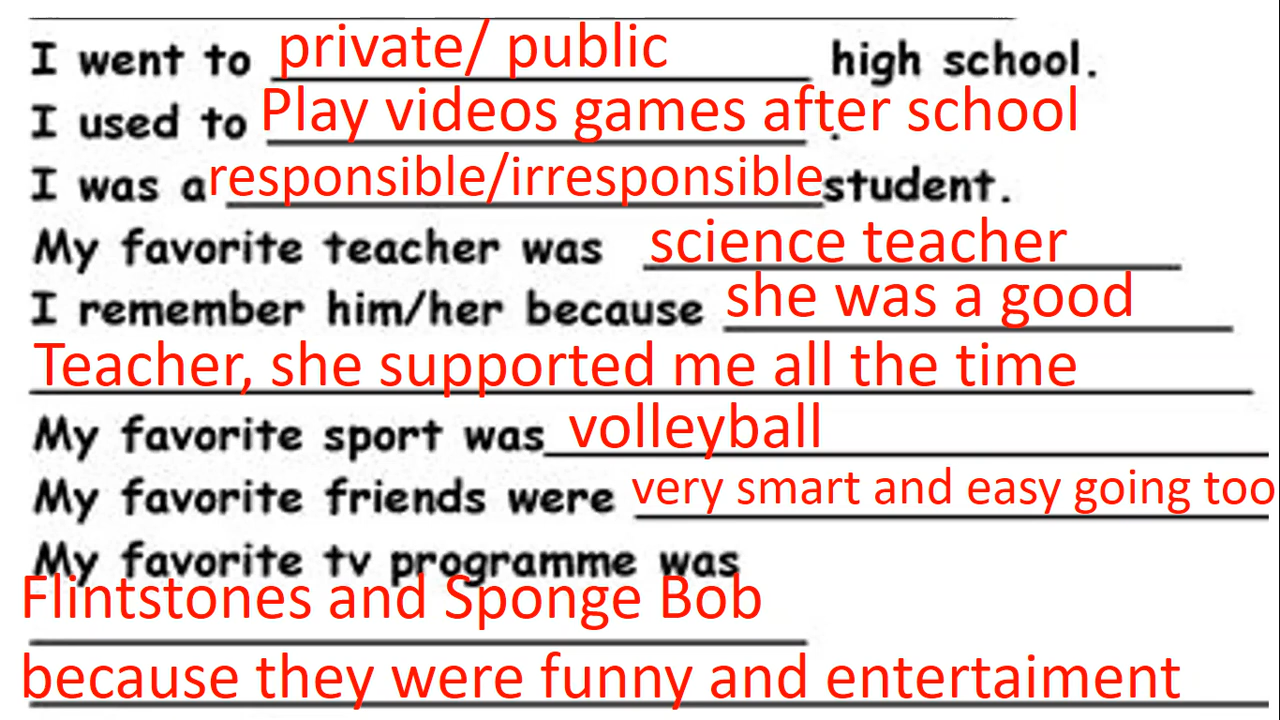 I went to private/ public high school.
I used to Play videos games after school .
I was a responsible/irresponsible student.
My favorite teacher was science teacher
I remember him/her because she was a good
Teacher, she supported me all the time
My favorite sport was volleyball
My favorite friends were very smart and easy going too
My favorite tv programme was
Flintstones and Sponge Bob
because they were funny and entertaiment